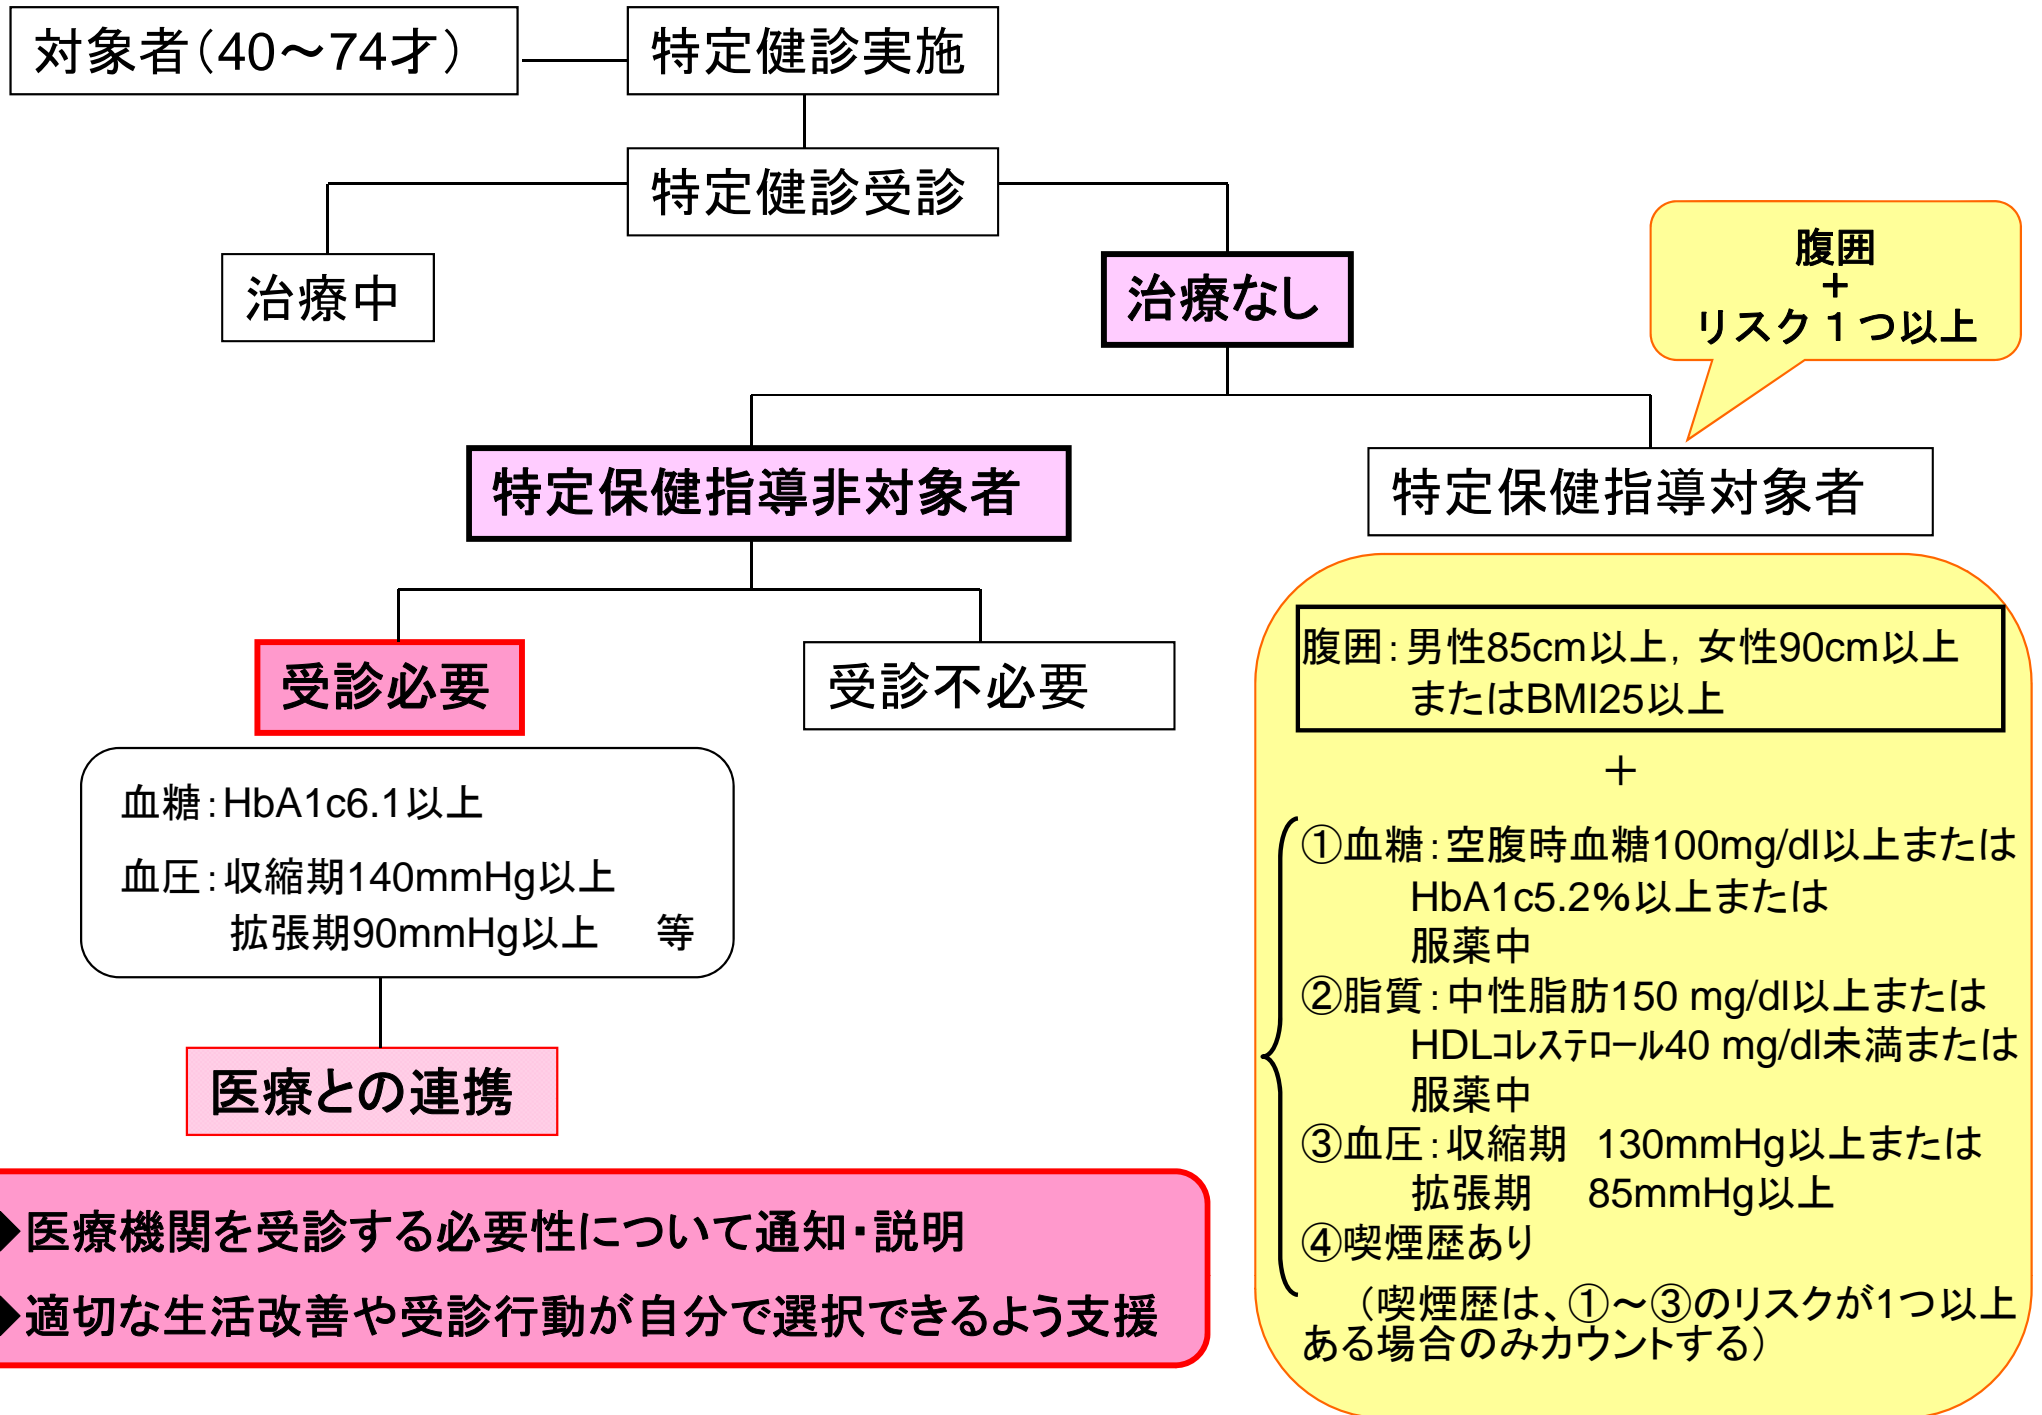 対象者（40～74才）
特定健診実施
特定健診受診
治療中
治療なし
腹囲
＋
リスク１つ以上
特定保健指導非対象者
特定保健指導対象者
受診必要
受診不必要
血糖：HbA1c6.1以上
血圧：収縮期140mmHg以上
拡張期90mmHg以上　等
医療との連携
◆医療機関を受診する必要性について通知・説明
◆適切な生活改善や受診行動が自分で選択できるよう支援
腹囲：男性85cm以上，女性90cm以上
またはBMI25以上
＋
①血糖：空腹時血糖100mg/dl以上または
HbA1c5.2%以上または
服薬中
②脂質：中性脂肪150 mg/dl以上または
HDLｺﾚｽﾃﾛｰﾙ40 mg/dl未満または
服薬中
③血圧：収縮期　130mmHg以上または
拡張期　85mmHg以上
④喫煙歴あり
（喫煙歴は、①～③のリスクが1つ以上
ある場合のみカウントする）